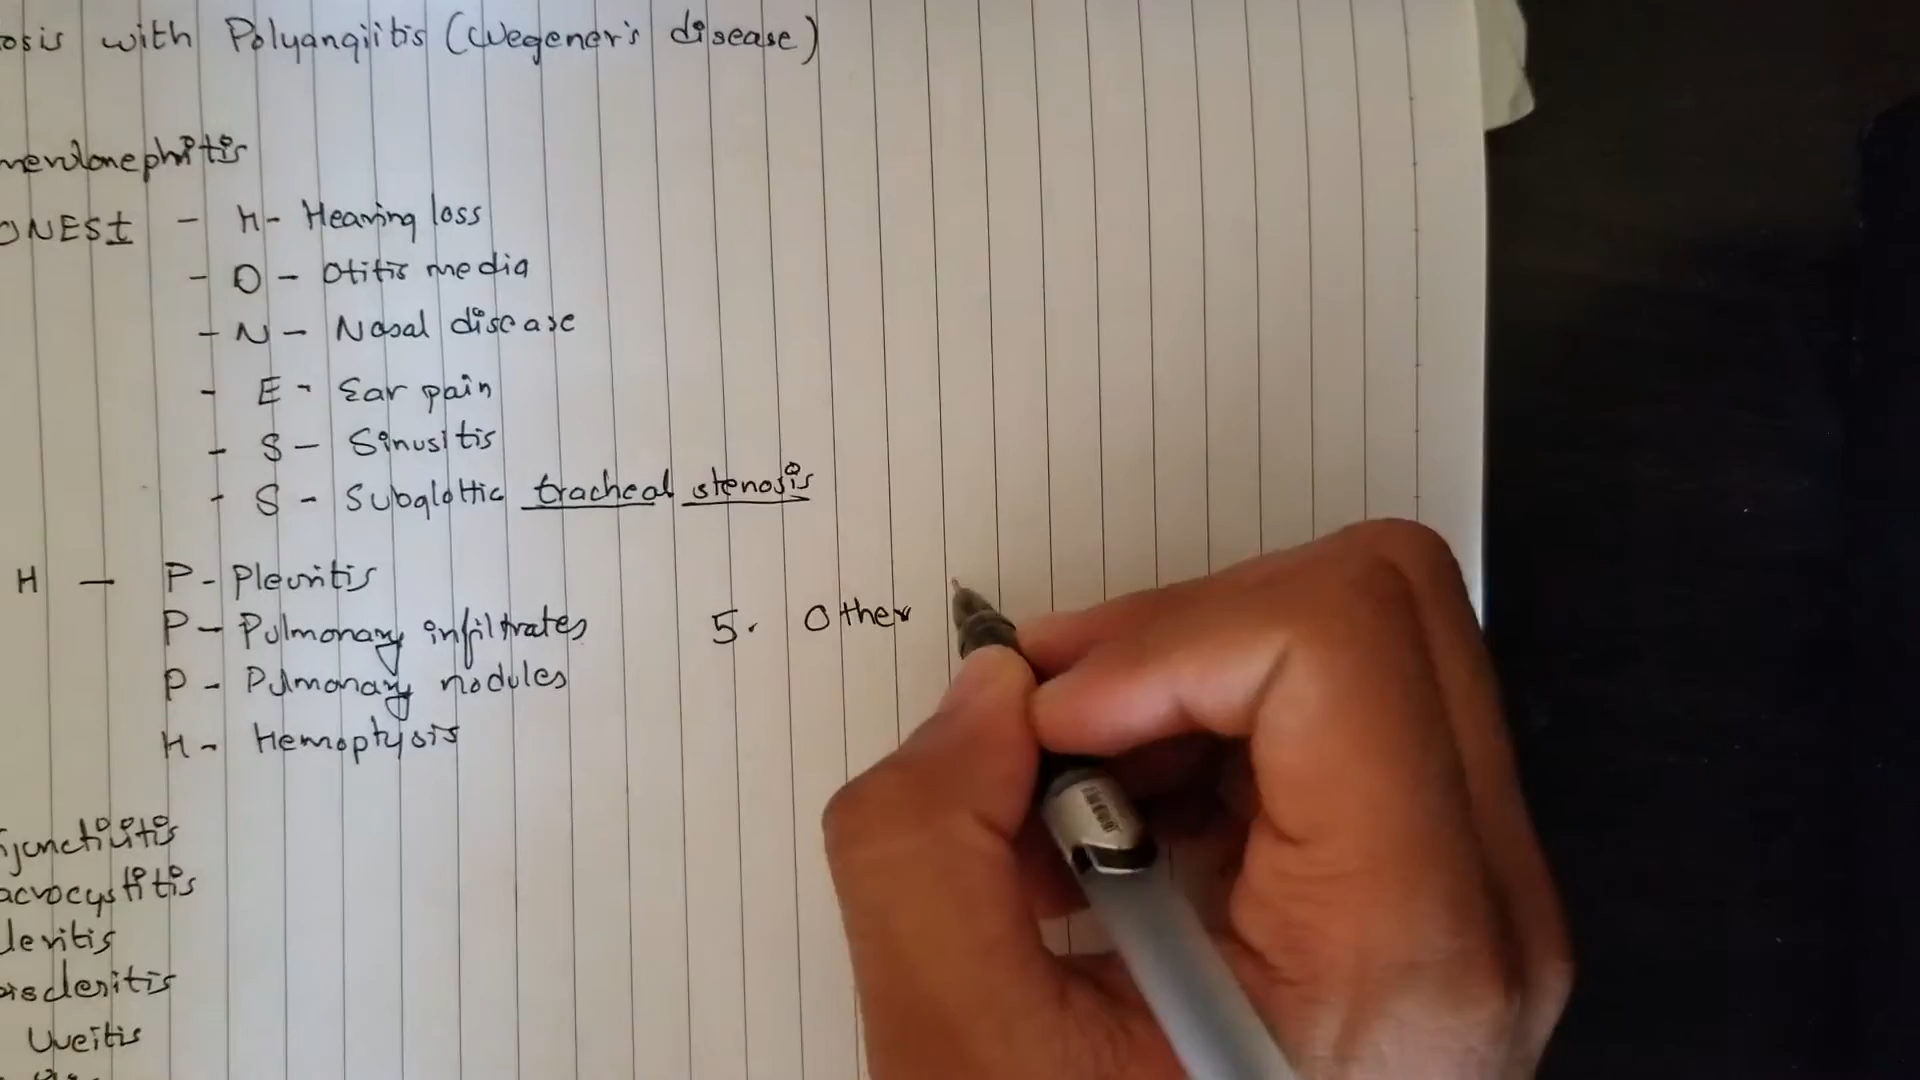 osis with Polyangiitis (Wegener's disease)
merulonephritis
ONEST - H- Hearing loss
- O - Otitis media
- N - Nasal disease
- E - Ear pain
- S - Sinusitis
- S - Subglottic tracheal stenosis
H - P - Pleuritis
P - Pulmonary infiltrates
P - Pulmonary nodules
H - Hemoptysis
5. Other
junctivitis
acrocystitis
leritis
piscleritis
Uveitis